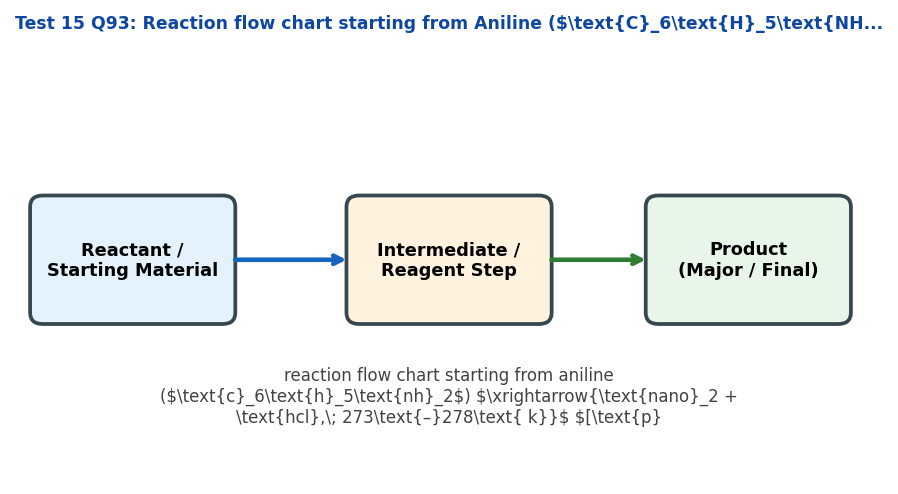 Test 15 Q93: Reaction flow chart starting from Aniline ($\text{C}_6\text{H}_5\text{NH...
Reactant /
Starting Material
Intermediate /
Reagent Step
Product
(Major / Final)
reaction flow chart starting from aniline
($\text{c}_6\text{h}_5\text{nh}_2$) $\xrightarrow{\text{nano}_2 +
\text{hcl},\; 273\text{–}278\text{ k}}$ $[\text{p}